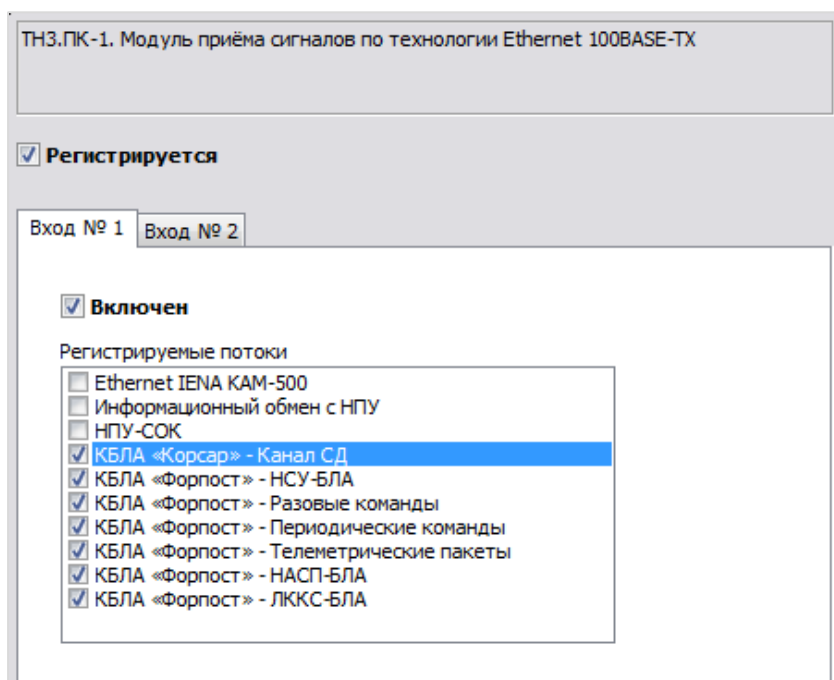 ТН3.ПК-1. Модуль приёма сигналов по технологии Ethernet 100BASE-TX
Регистрируется
Вход № 1 Вход № 2
Включен
Регистрируемые потоки
Ethernet IENA KAM-500
Информационный обмен с НПУ
НПУ-СОК
КБЛА «Корсар» - Канал СД
КБЛА «Форпост» - НСУ-БЛА
КБЛА «Форпост» - Разовые команды
КБЛА «Форпост» - Периодические команды
КБЛА «Форпост» - Телеметрические пакеты
КБЛА «Форпост» - НАСП-БЛА
КБЛА «Форпост» - ЛККС-БЛА